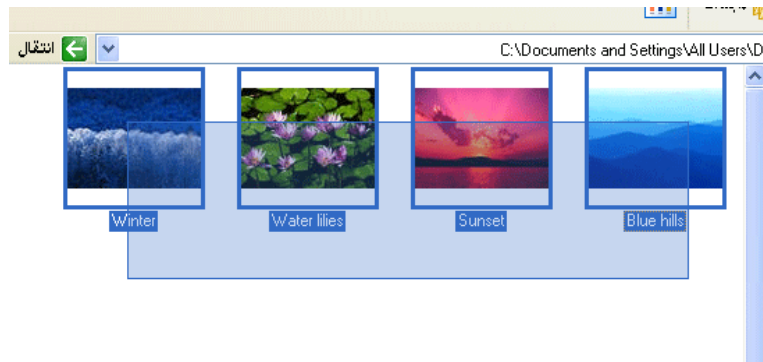 انتقال
C:\Documents and Settings\All Users\D
Blue hills
Sunset
Water lilies
Winter